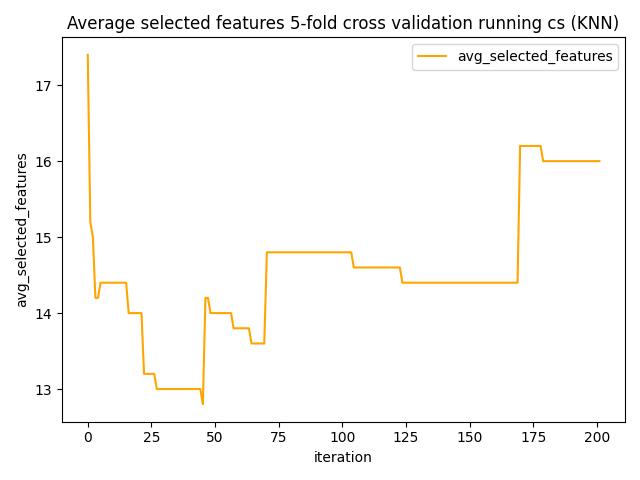 Average selected features 5-fold cross validation running cs (KNN)
avg_selected_features
17
16
15
14
13
avg_selected_features
0 25 50 75 100 125 150 175 200
iteration